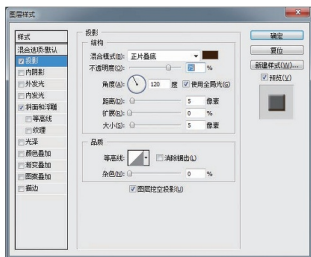 图层样式
样式
混合选项:默认
投影
内阴影
外发光
内发光
斜面和浮雕
等高线
纹理
光泽
颜色叠加
渐变叠加
图案叠加
描边
投影
结构
混合模式(B): 正片叠底
不透明度(O): 75 %
角度(A): 120 度 使用全局光(G)
距离(D): 5 像素
扩展(R): 0 %
大小(S): 5 像素
品质
等高线: 消除锯齿(L)
杂色(N): 0 %
图层挖空投影(U)
确定
复位
新建样式(W)...
预览(V)